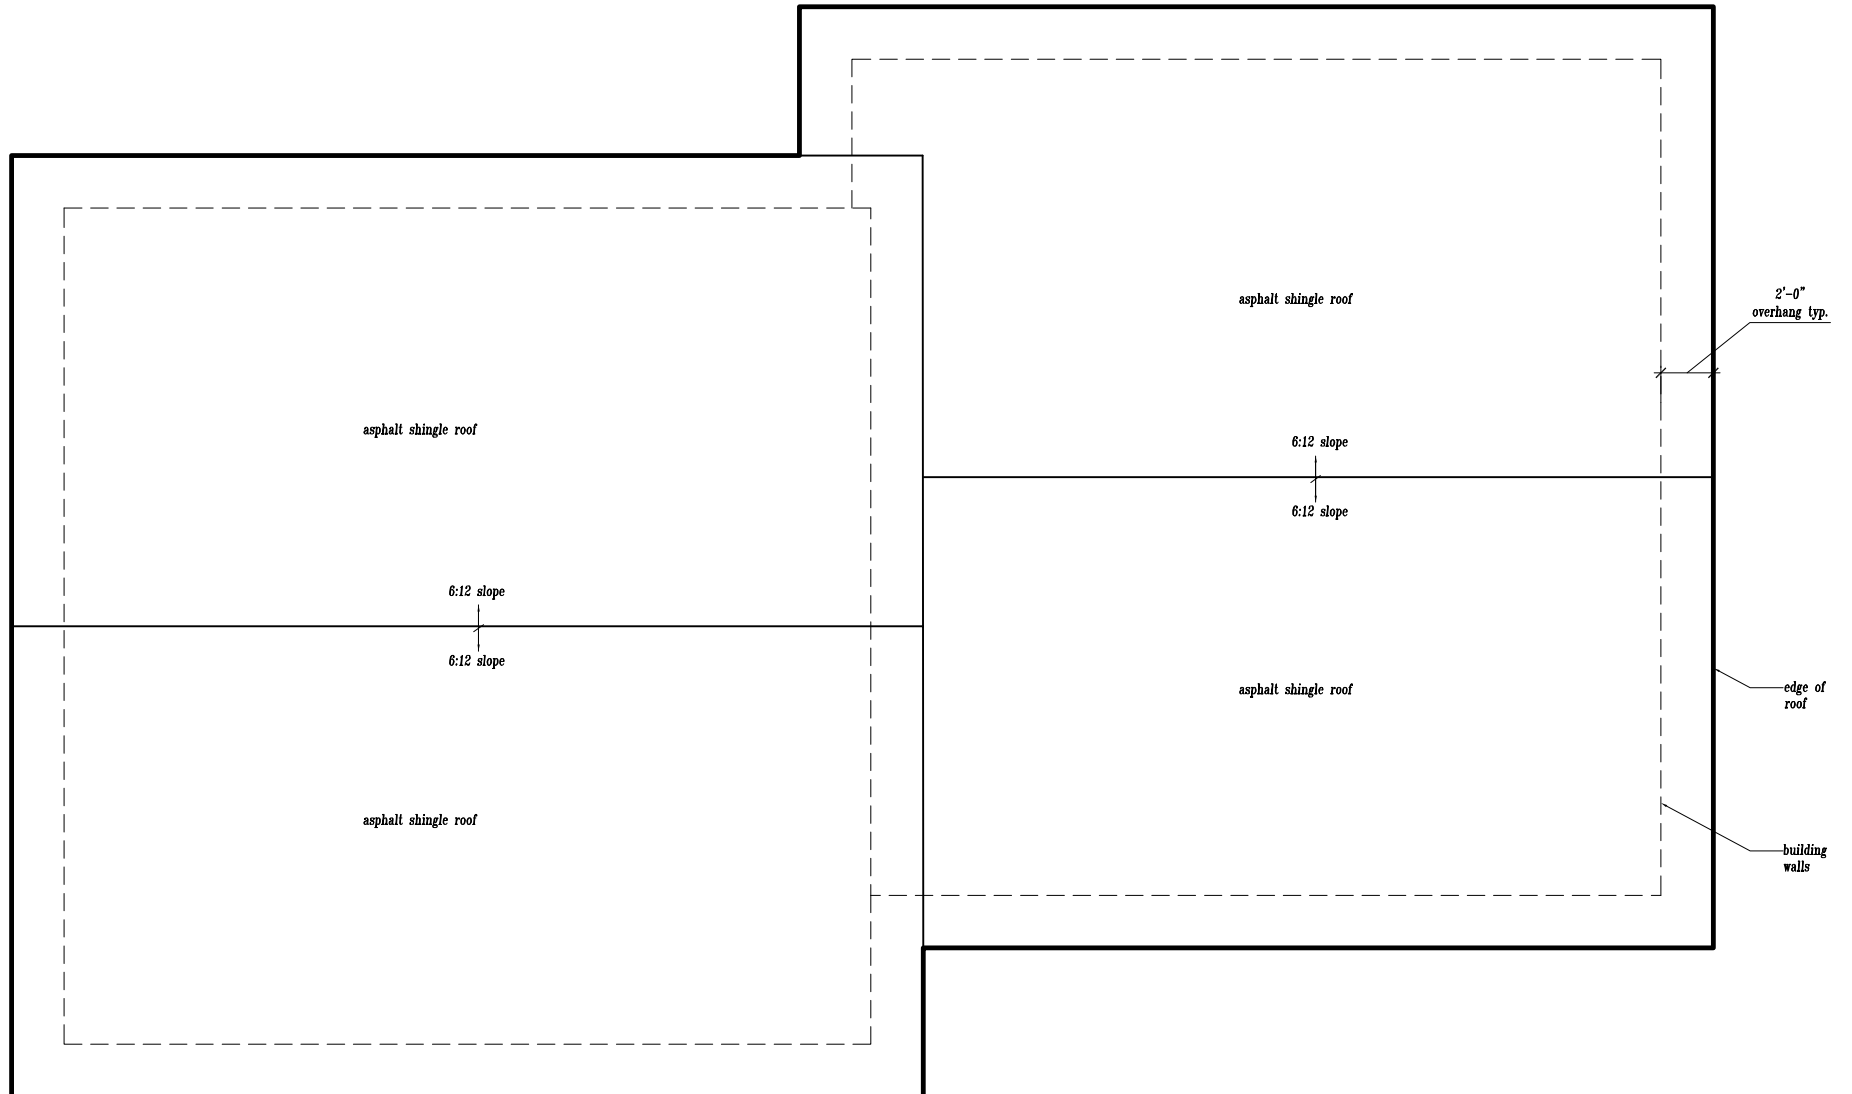 asphalt shingle roof
2'-0"
overhang typ.
asphalt shingle roof
6:12 slope
6:12 slope
6:12 slope
6:12 slope
asphalt shingle roof
edge of
roof
asphalt shingle roof
building
walls